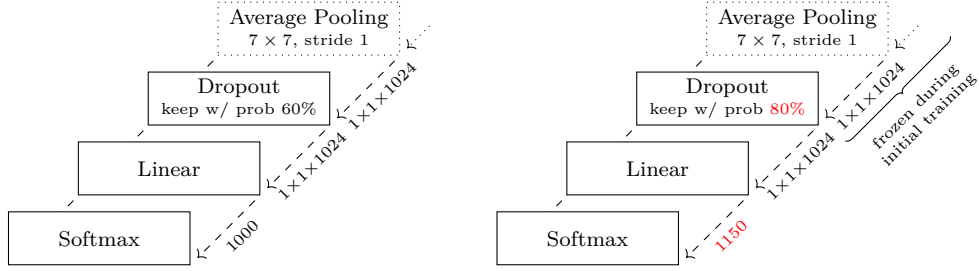 Average Pooling
7 × 7, stride 1
1×1×1024
Dropout
keep w/ prob 60%
1×1×1024
Linear
1000
Softmax
Average Pooling
7 × 7, stride 1
1×1×1024
frozen during
initial training
Dropout
keep w/ prob 80%
1×1×1024
Linear
1150
Softmax